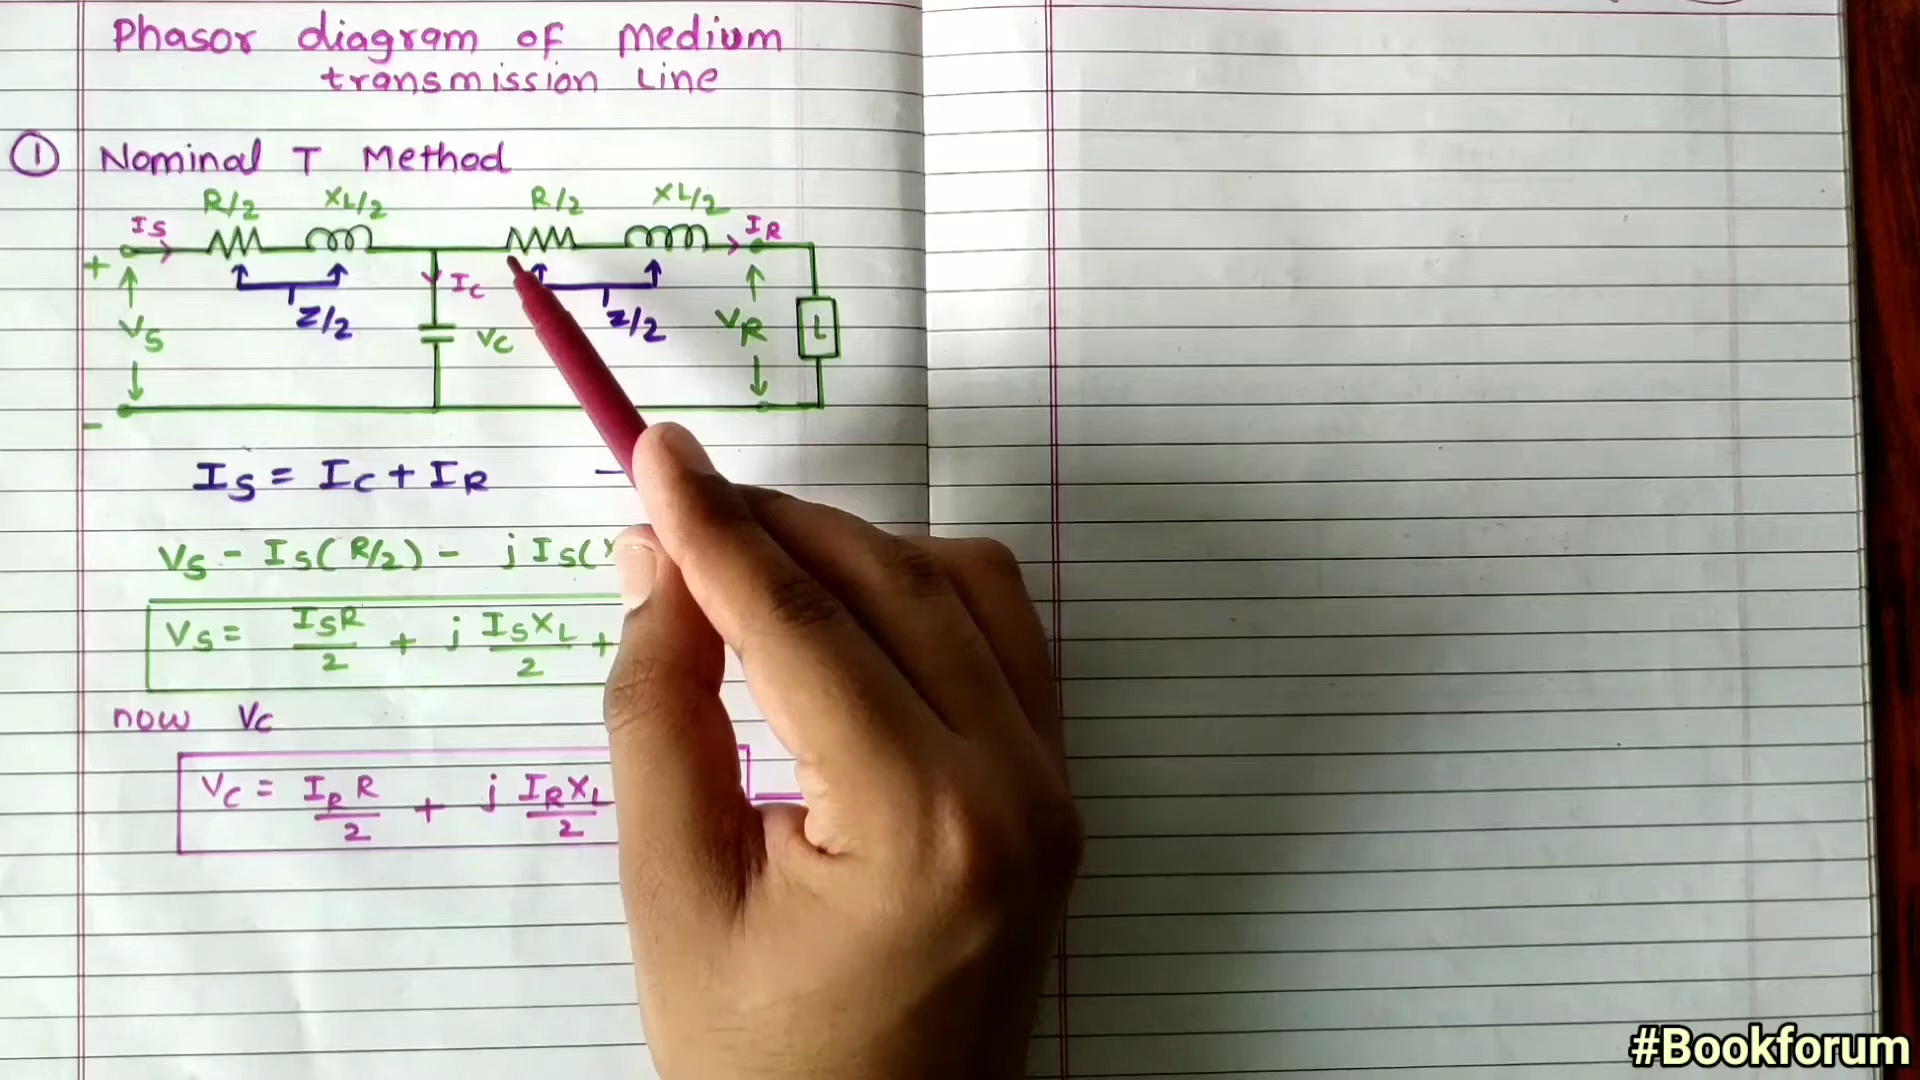 Phasor diagram of medium
transmission Line
① Nominal T Method
R/2 XL/2 R/2 XL/2
IS IR
+ IC
VS Z/2 VC Z/2 VR L
-
IS = IC + IR -
VS - IS(R/2) - j IS(
VS = ISR/2 + j ISXL/2 +
now VC
VC = IRR/2 + j IRXL/2
#Bookforum